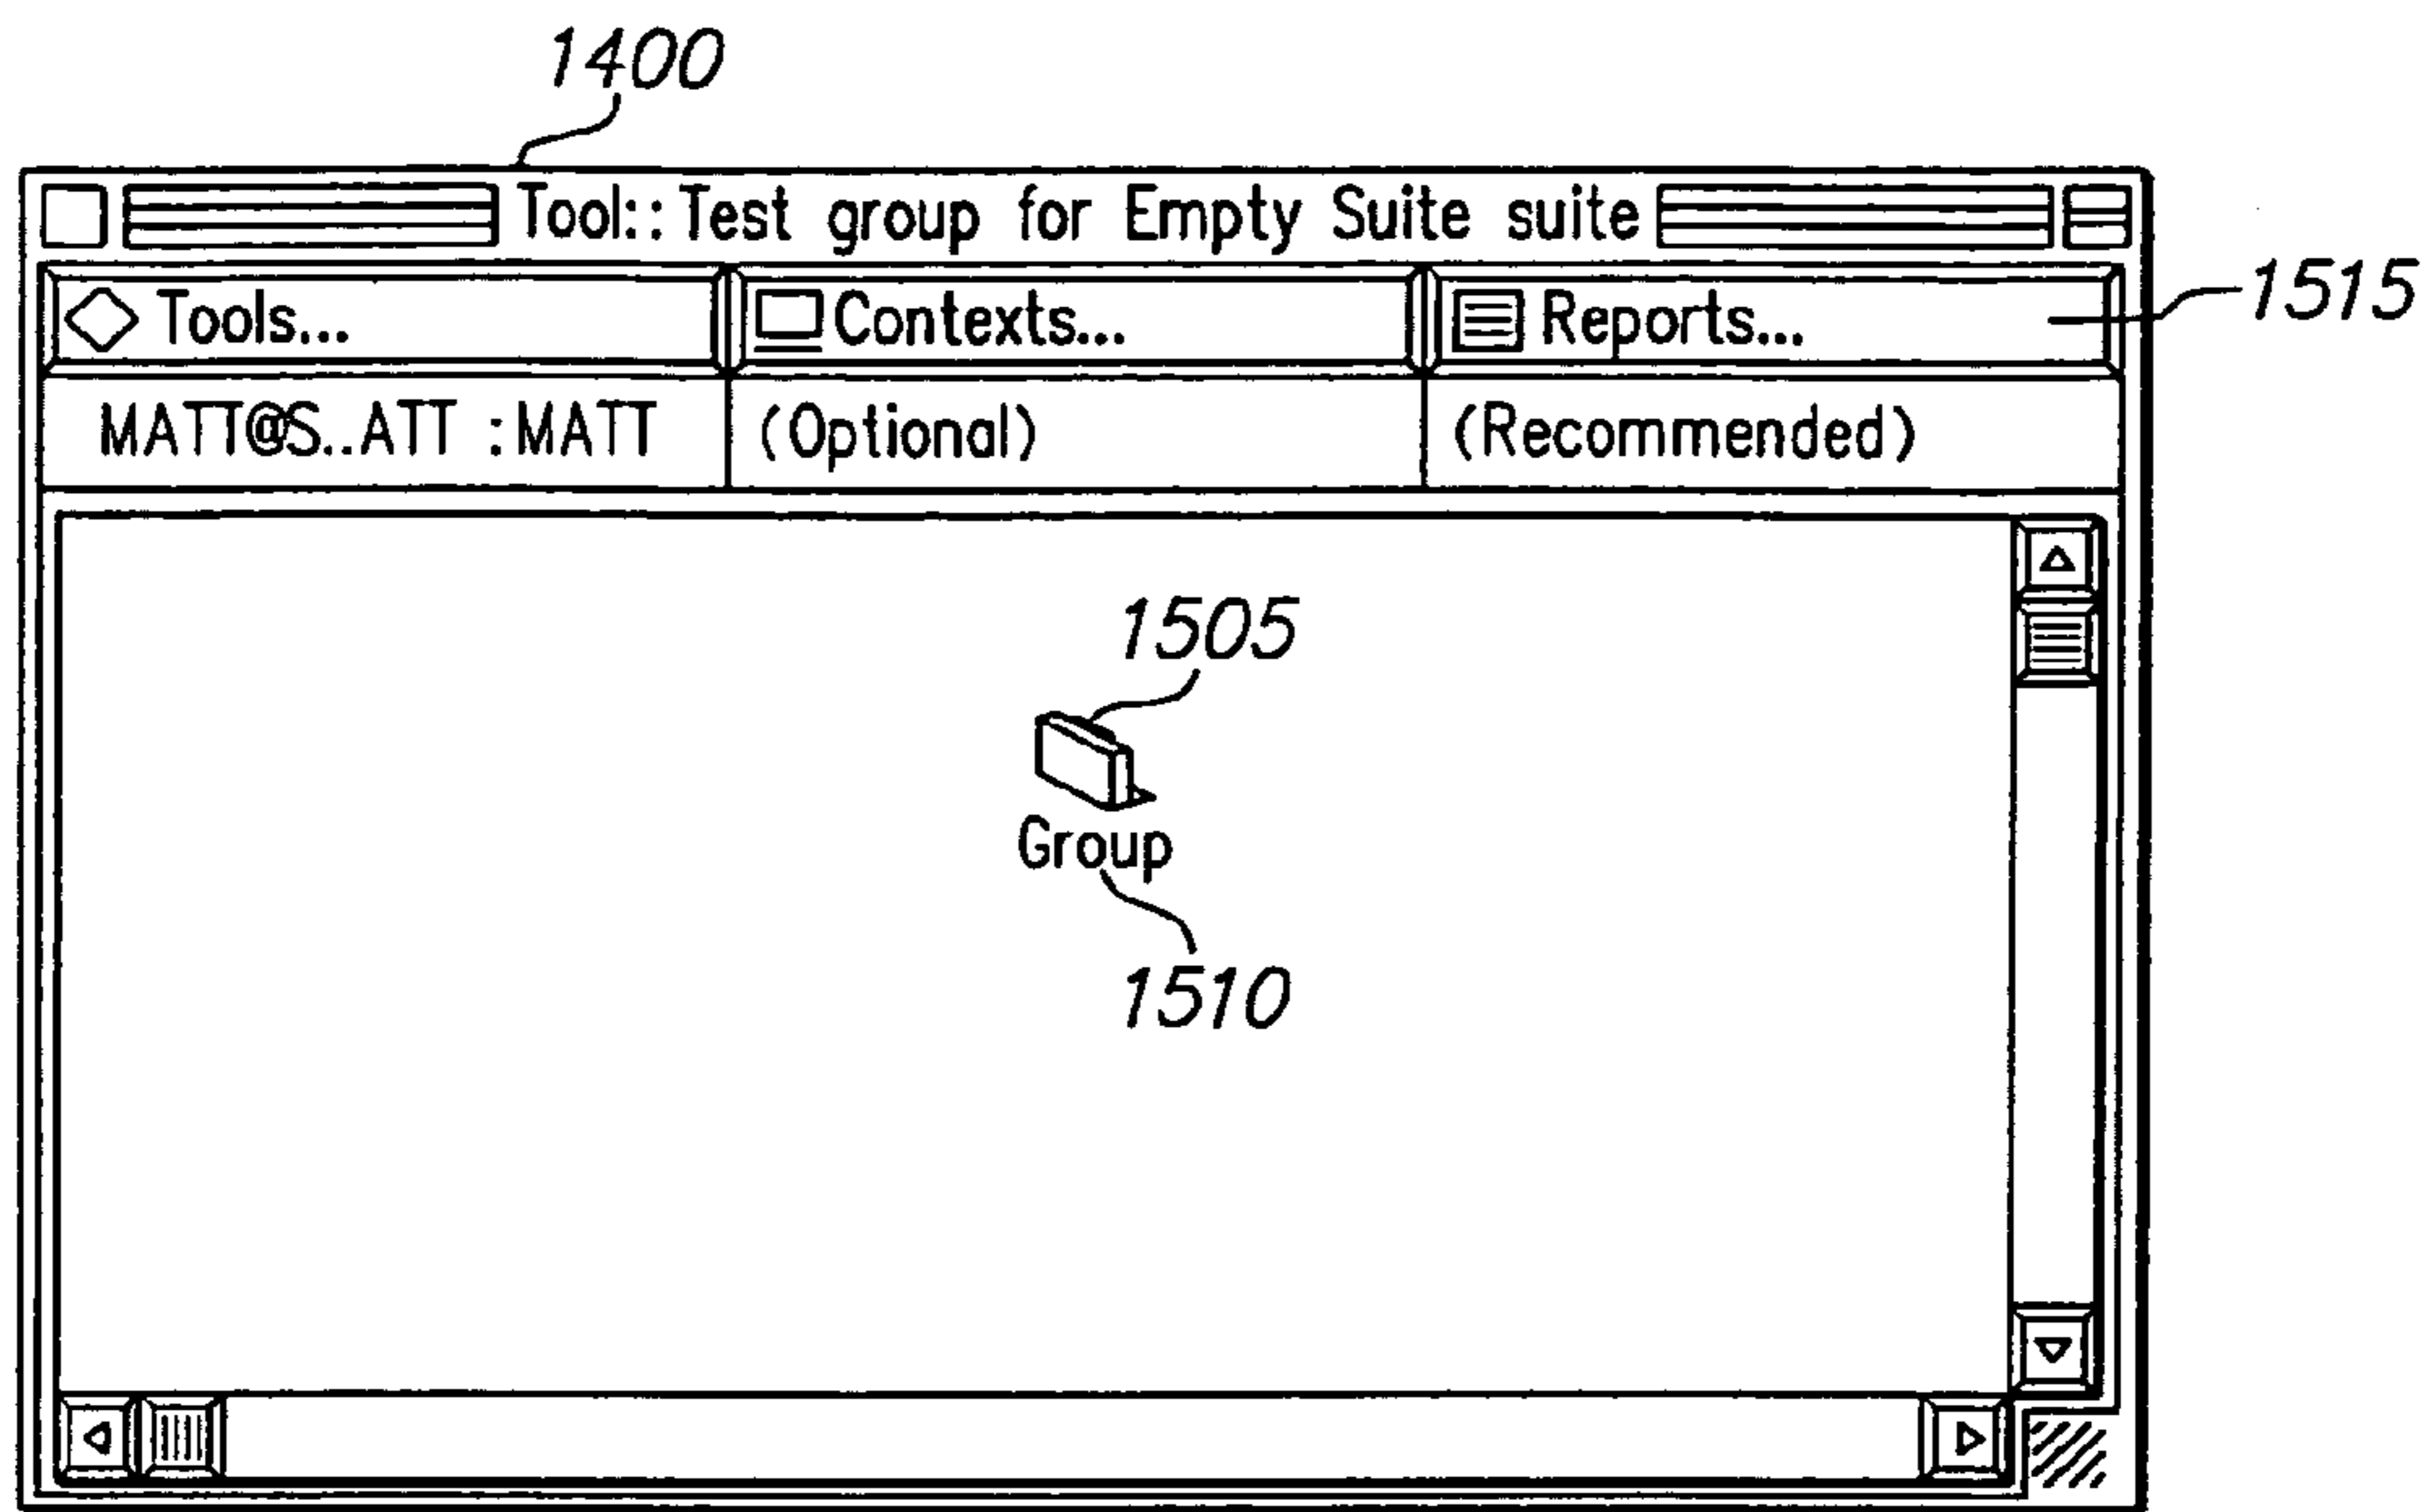 1400
Tool::Test group for Empty Suite suite
Tools... Contexts... Reports... 1515
MATT@S..ATT :MATT (Optional) (Recommended)
1505
Group
1510